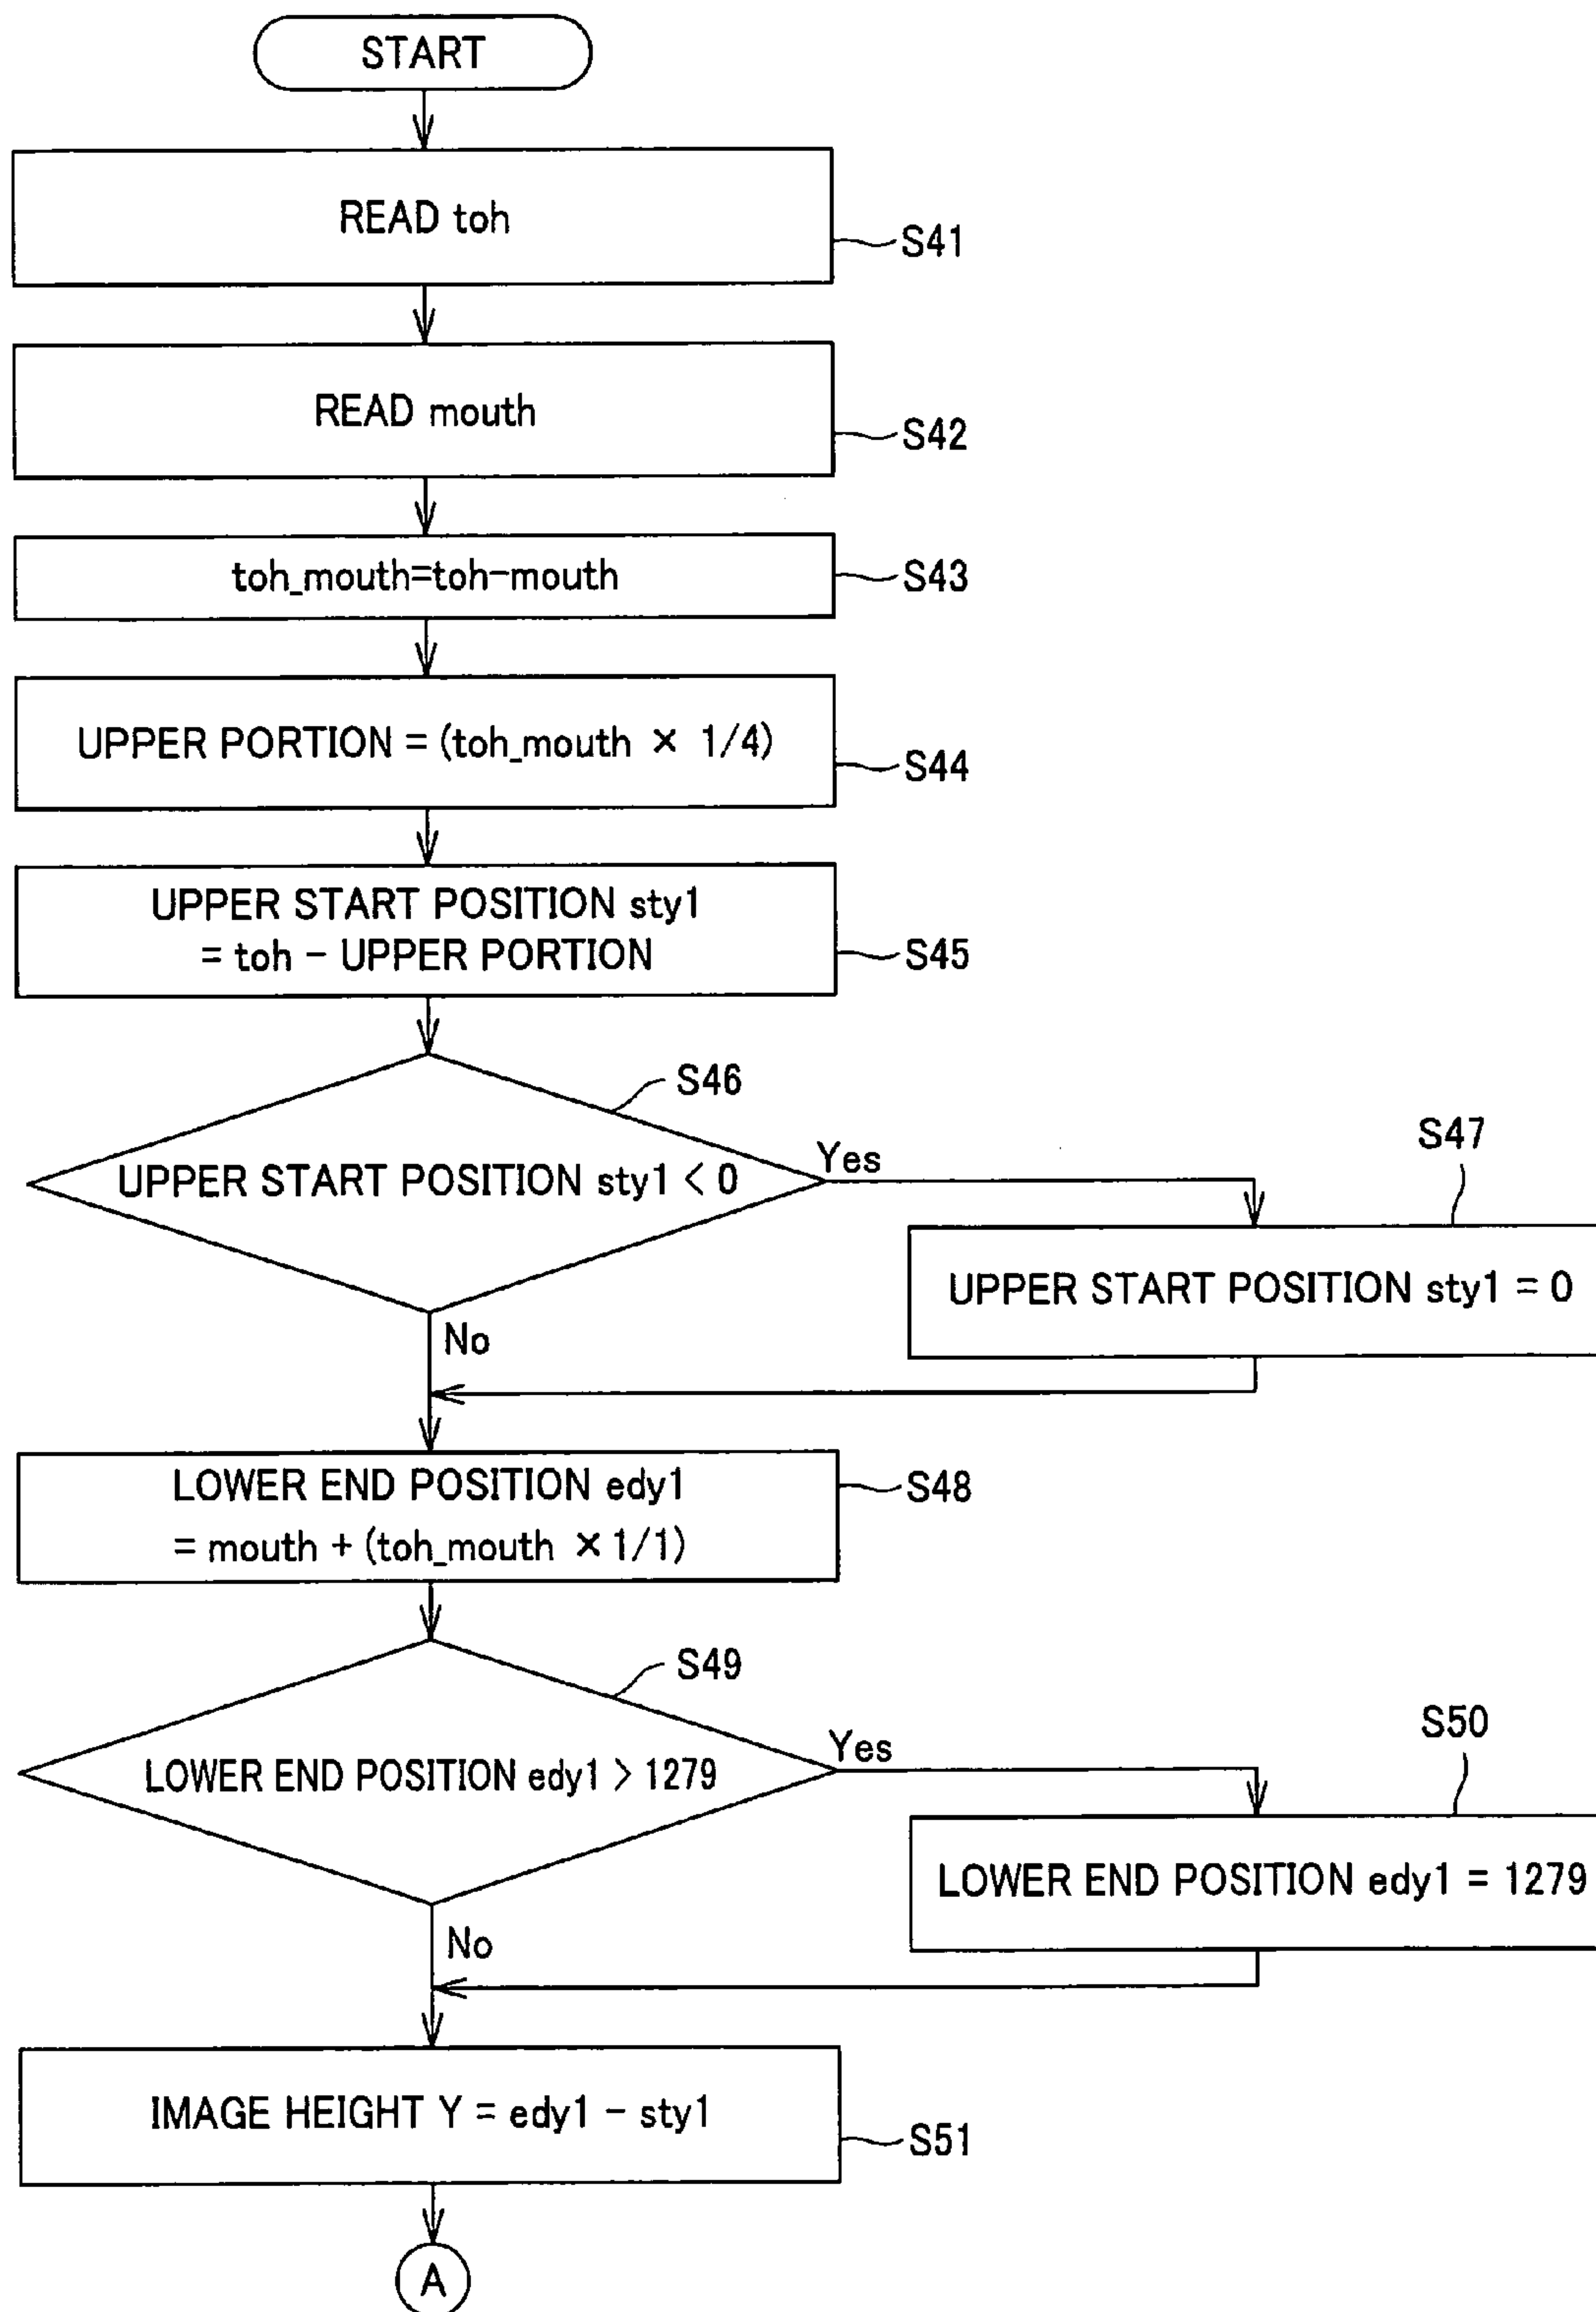 START
READ toh
S41
READ mouth
S42
toh_mouth=toh-mouth
S43
UPPER PORTION = (toh_mouth × 1/4)
S44
UPPER START POSITION sty1
= toh - UPPER PORTION
S45
S46
UPPER START POSITION sty1 < 0
Yes
S47
UPPER START POSITION sty1 = 0
No
LOWER END POSITION edy1
= mouth + (toh_mouth × 1/1)
S48
S49
LOWER END POSITION edy1 > 1279
Yes
S50
LOWER END POSITION edy1 = 1279
No
IMAGE HEIGHT Y = edy1 - sty1
S51
A